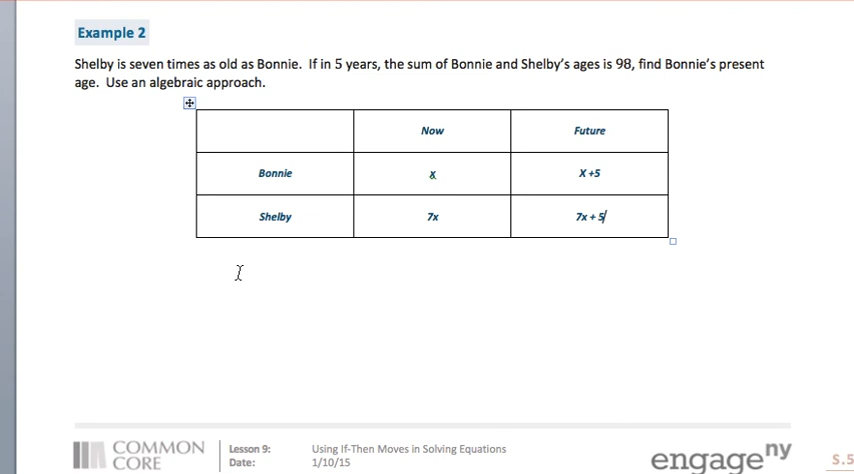 Example 2
Shelby is seven times as old as Bonnie. If in 5 years, the sum of Bonnie and Shelby's ages is 98, find Bonnie's present
age. Use an algebraic approach.
Now Future
Bonnie x X +5
Shelby 7x 7x + 5
COMMON
CORE
Lesson 9: Using If-Then Moves in Solving Equations
Date: 1/10/15
engageny
S.5